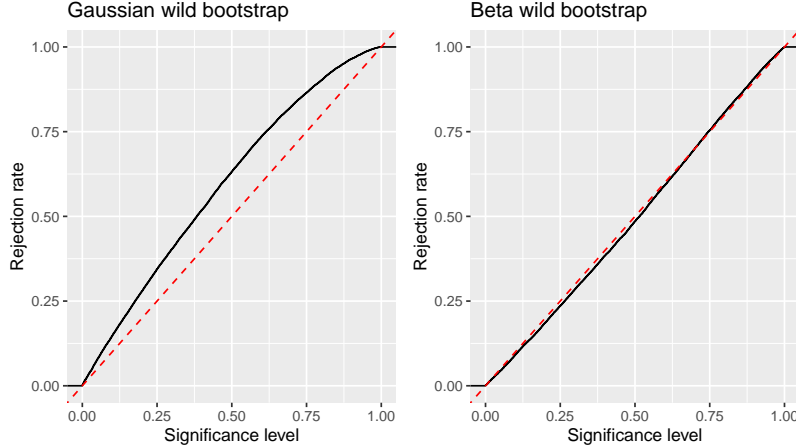 Gaussian wild bootstrap
1.00
0.75
0.50
0.25
0.00
Rejection rate
0.00 0.25 0.50 0.75 1.00
Significance level
Beta wild bootstrap
1.00
0.75
0.50
0.25
0.00
Rejection rate
0.00 0.25 0.50 0.75 1.00
Significance level